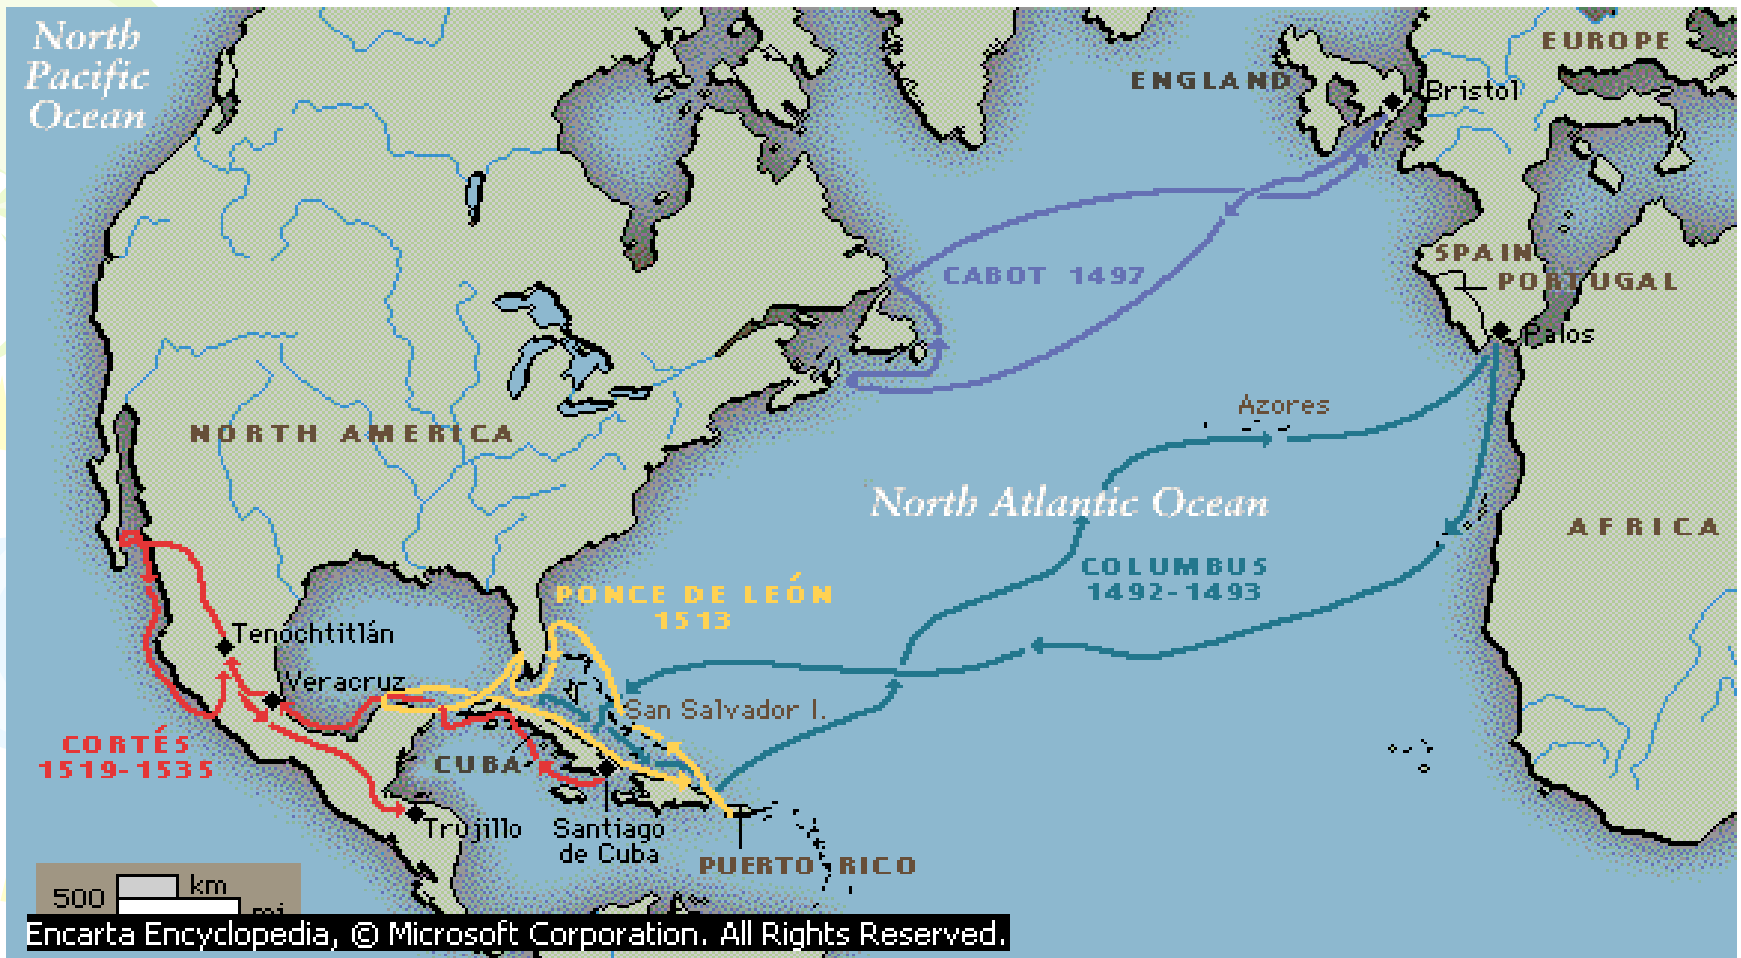 North
Pacific
Ocean
EUROPE
ENGLAND
Bristol
SPAIN
PORTUGAL
CABOT 1497
Palos
Azores
NORTH AMERICA
North Atlantic Ocean
AFRICA
COLUMBUS
1492-1493
PONCE DE LEÓN
1513
Tenochtitlán
Veracruz
San Salvador I.
CORTÉS
1519-1535
CUBA
Trujillo
Santiago
de Cuba
PUERTO RICO
500 km
mi
Encarta Encyclopedia, © Microsoft Corporation. All Rights Reserved.